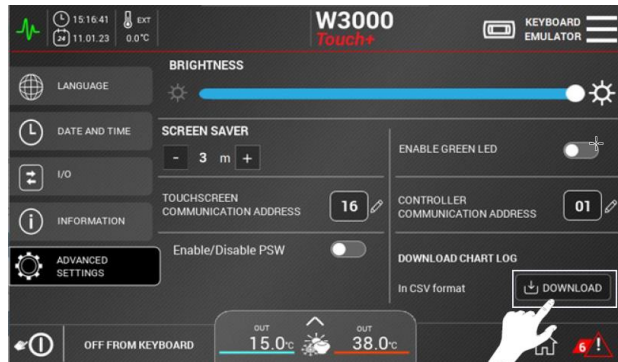 15:16:41
EXT
11.01.23
0.0°C
24
W3000
Touch+
KEYBOARD
EMULATOR
LANGUAGE
DATE AND TIME
I/O
INFORMATION
ADVANCED
SETTINGS
BRIGHTNESS
SCREEN SAVER
- 3 m +
ENABLE GREEN LED
TOUCHSCREEN
COMMUNICATION ADDRESS
16
CONTROLLER
COMMUNICATION ADDRESS
01
Enable/Disable PSW
DOWNLOAD CHART LOG
In CSV format
DOWNLOAD
OFF FROM KEYBOARD
OUT
15.0°C
OUT
38.0°C
6
!